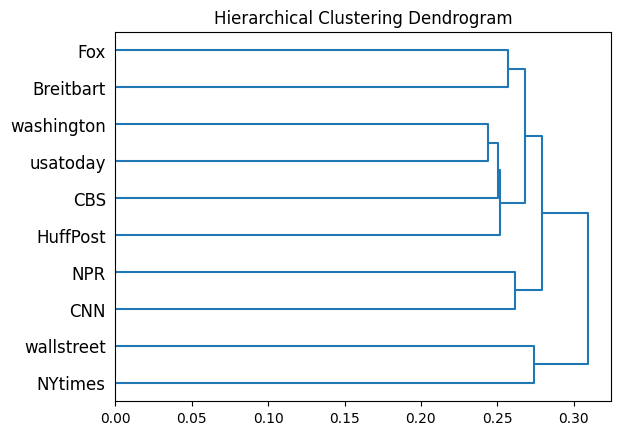 Hierarchical Clustering Dendrogram
Fox
Breitbart
washington
usatoday
CBS
HuffPost
NPR
CNN
wallstreet
NYtimes
0.00 0.05 0.10 0.15 0.20 0.25 0.30